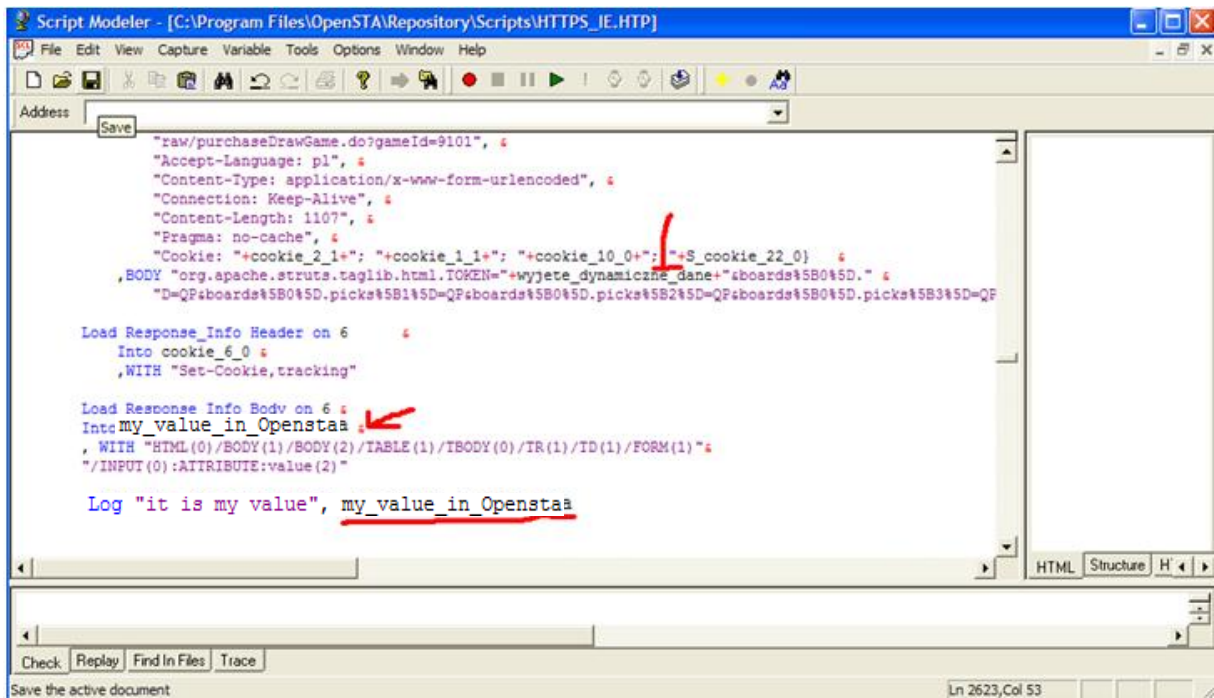 Script Modeler - [C:\Program Files\OpenSTA\Repository\Scripts\HTTPS_IE.HTP]
File Edit View Capture Variable Tools Options Window Help
Address
Save
"raw/purchaseDrawGame.do?gameId=9101", &
"Accept-Language: pl", &
"Content-Type: application/x-www-form-urlencoded", &
"Connection: Keep-Alive", &
"Content-Length: 1107", &
"Pragma: no-cache", &
"Cookie: "+cookie_2_1+"; "+cookie_1_1+"; "+cookie_10_0+"; "+S_cookie_22_0} &
,BODY "org.apache.struts.taglib.html.TOKEN="+wyjete_dynamiczne_dane+"&boards%5B0%5D." &
"D=QP&boards%5B0%5D.picks%5B1%5D=QP&boards%5B0%5D.picks%5B2%5D=QP&boards%5B0%5D.picks%5B3%5D=QP
Load Response_Info Header on 6 &
Into cookie_6_0 &
,WITH "Set-Cookie,tracking"
Load Response Info Body on 6 &
Into my_value_in_Openstaa &
, WITH "HTML(0)/BODY(1)/BODY(2)/TABLE(1)/TBODY(0)/TR(1)/TD(1)/FORM(1)"&
"/INPUT(0):ATTRIBUTE:value(2)"
Log "it is my value", my_value_in_Openstaa
HTML Structure H
Check Replay Find In Files Trace
Save the active document Ln 2623,Col 53